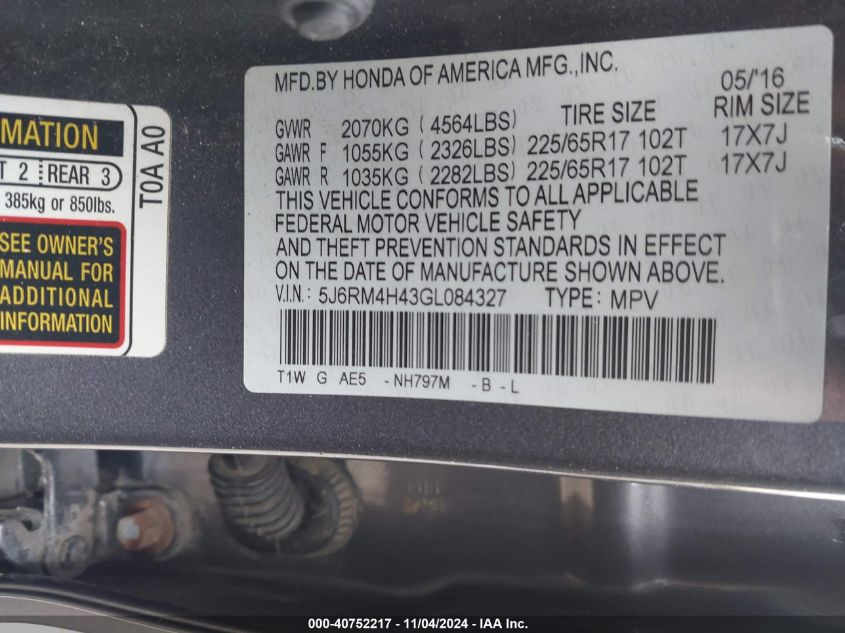 MATION
T 2 REAR 3
385kg or 850lbs.
SEE OWNER'S
MANUAL FOR
ADDITIONAL
INFORMATION
T0A A0
MFD.BY HONDA OF AMERICA MFG.,INC. 05/'16
TIRE SIZE RIM SIZE
GVWR 2070KG ( 4564LBS)
GAWR F 1055KG ( 2326LBS) 225/65R17 102T 17X7J
GAWR R 1035KG ( 2282LBS) 225/65R17 102T 17X7J
THIS VEHICLE CONFORMS TO ALL APPLICABLE
FEDERAL MOTOR VEHICLE SAFETY
AND THEFT PREVENTION STANDARDS IN EFFECT
ON THE DATE OF MANUFACTURE SHOWN ABOVE.
V.I.N.: 5J6RM4H43GL084327 TYPE: MPV
T1W G AE5 -NH797M -B-L
000-40752217 - 11/04/2024 - IAA Inc.